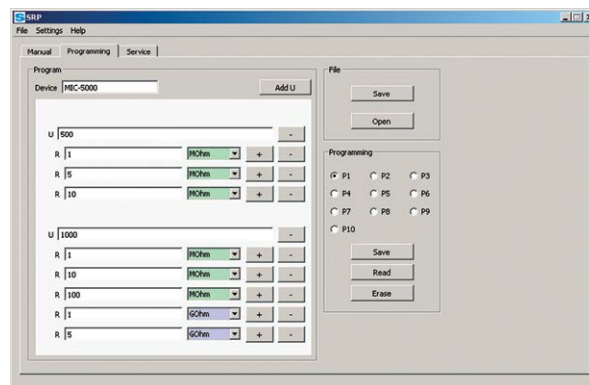 SRP
File Settings Help
Manual Programming Service
Program
Device MIC-5000 Add U
U 500 -
R 1 MOhm + -
R 5 MOhm + -
R 10 MOhm + -
U 1000 -
R 1 MOhm + -
R 10 MOhm + -
R 100 MOhm + -
R 1 GOhm + -
R 5 GOhm + -
File
Save
Open
Programming
P1 P2 P3
P4 P5 P6
P7 P8 P9
P10
Save
Read
Erase